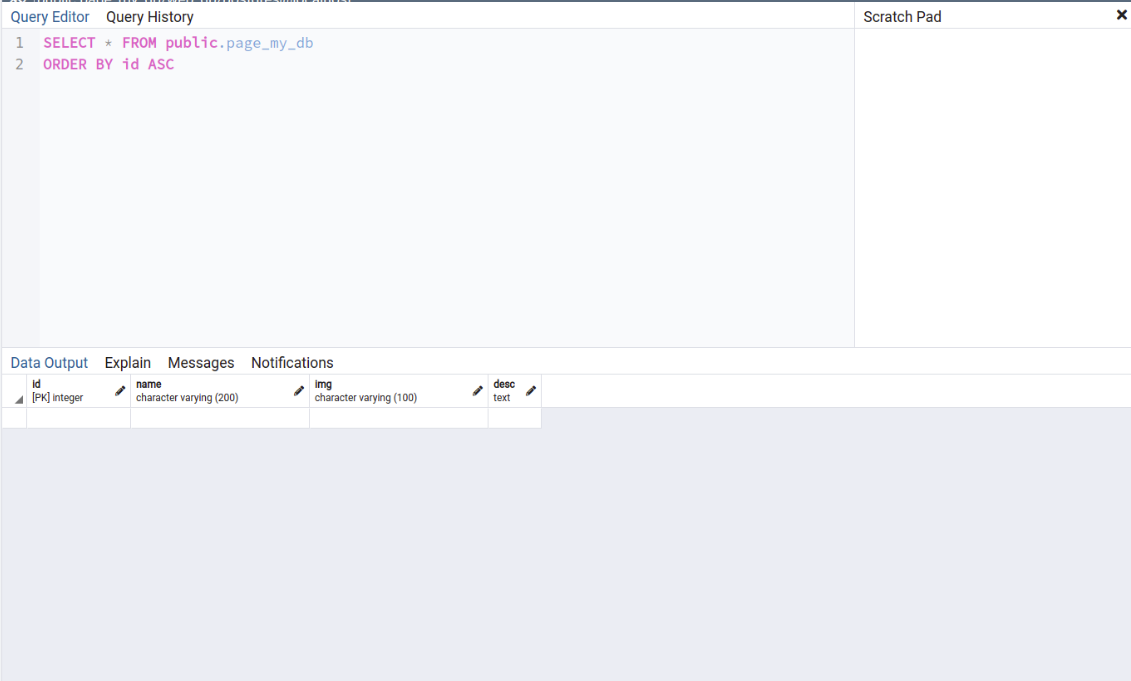 Query Editor Query History
Scratch Pad
1 SELECT * FROM public.page_my_db
2 ORDER BY id ASC
Data Output Explain Messages Notifications
id name img desc
[PK] integer character varying (200) character varying (100) text